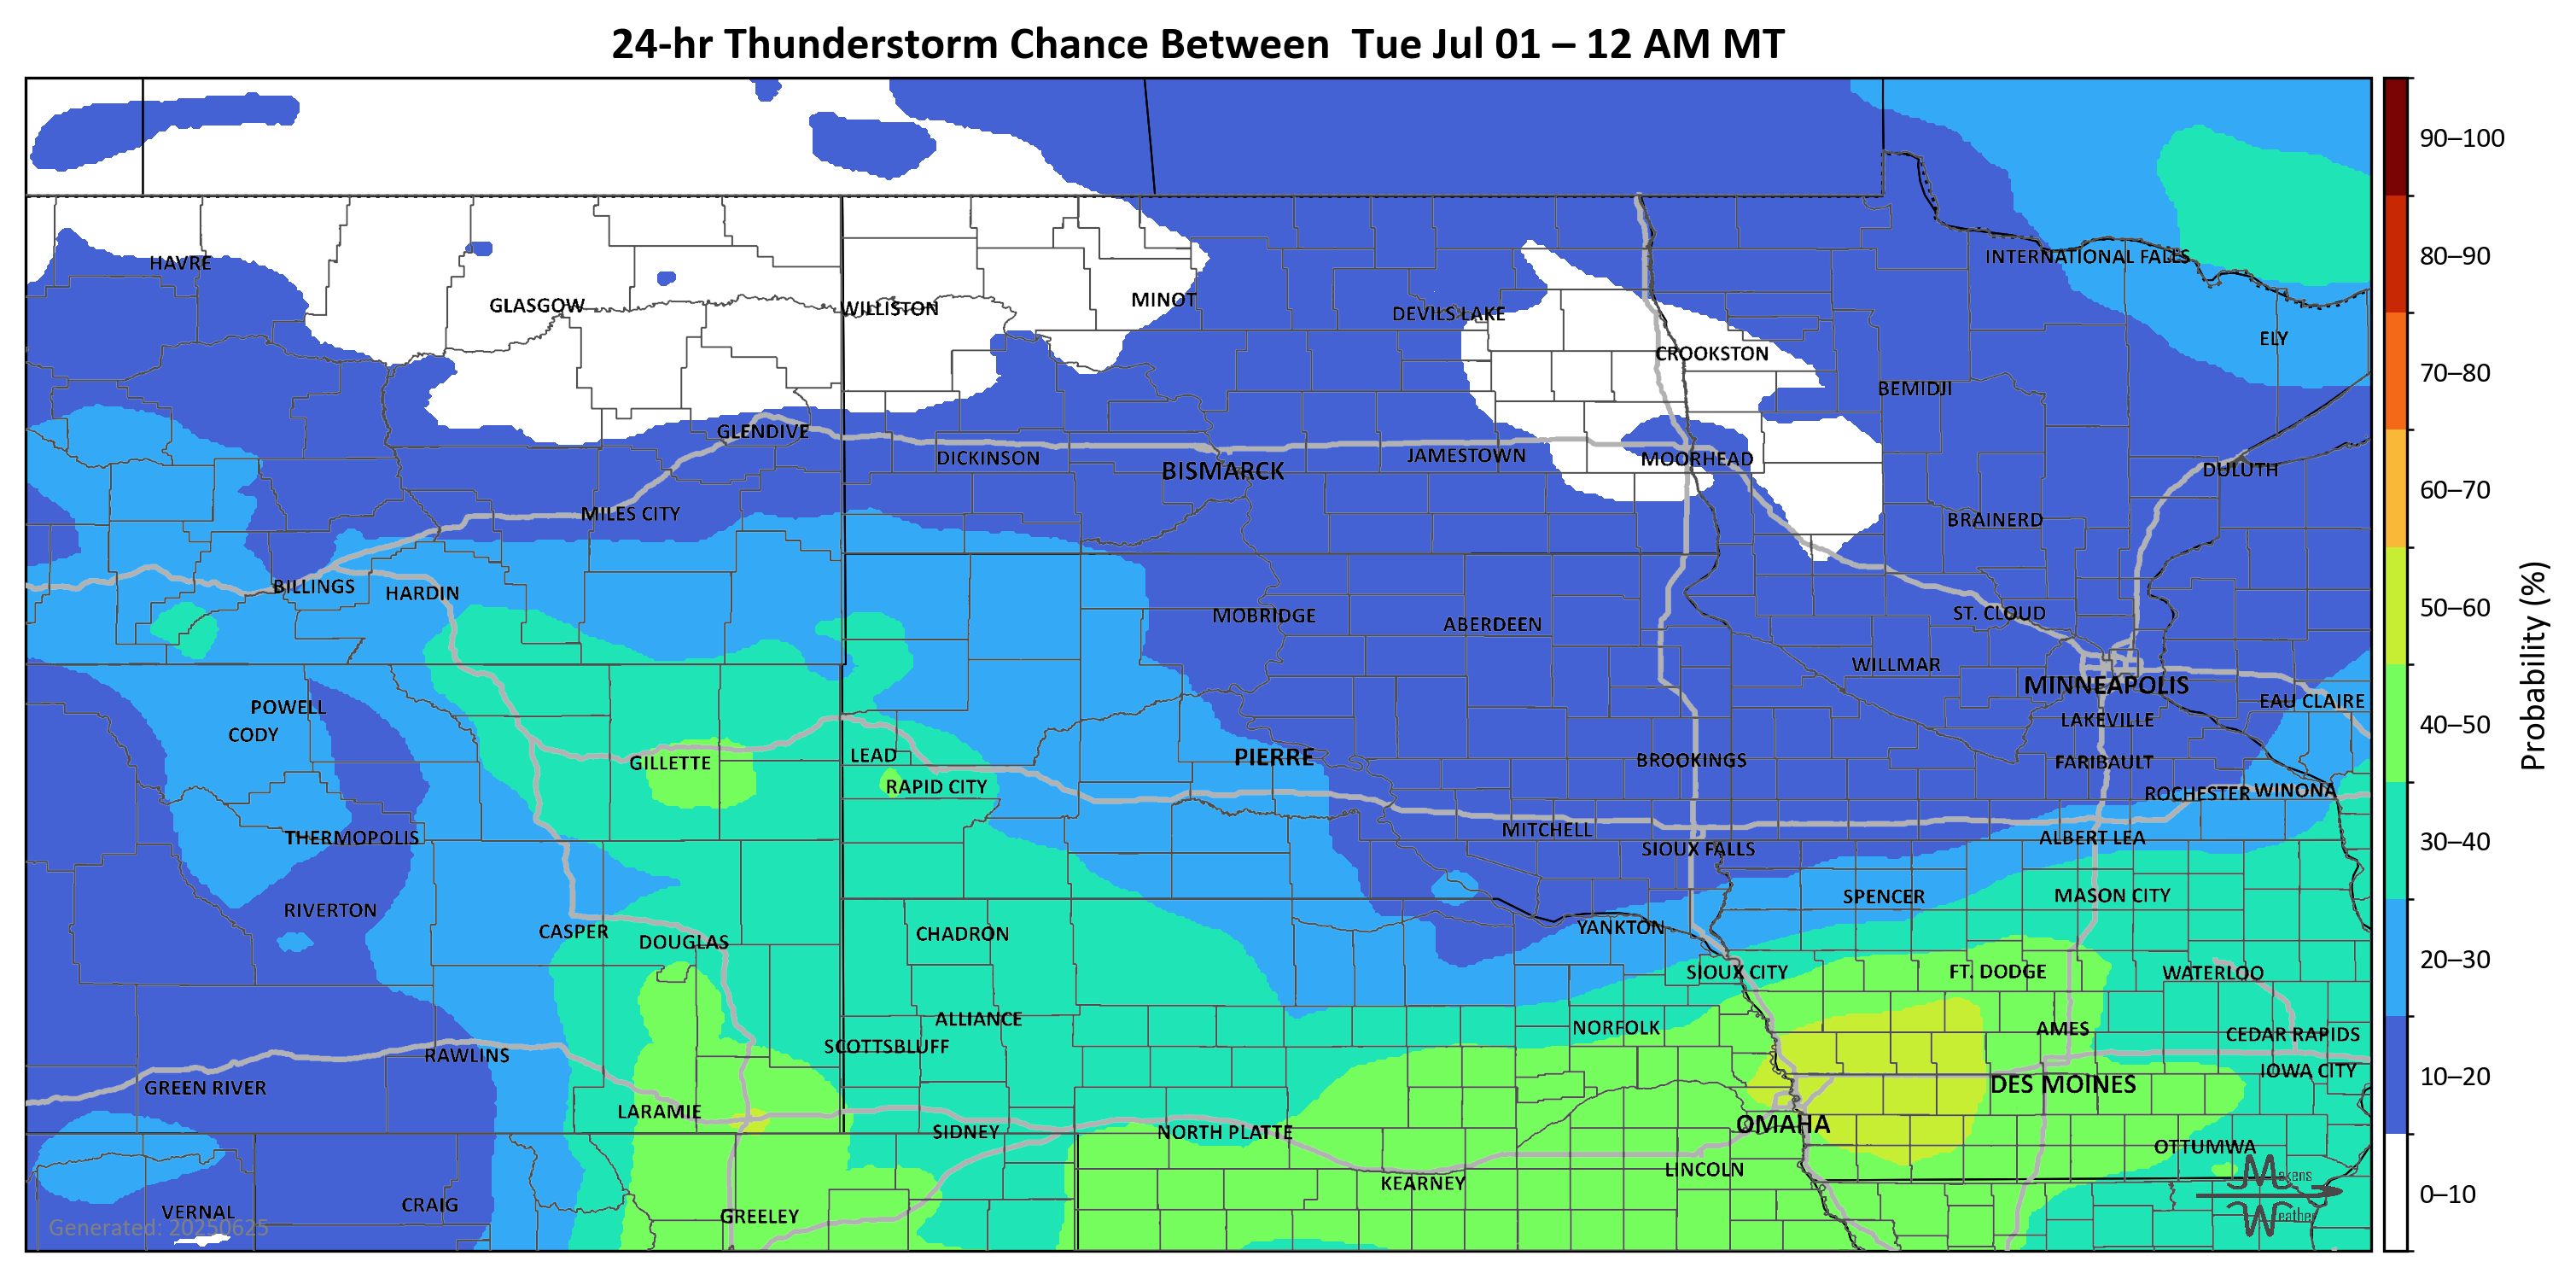 24-hr Thunderstorm Chance Between  Tue Jul 01 – 12 AM MT
90–100
INTERNATIONAL FALLS
80–90
HAVRE
MINOT
GLASGOW
WILLISTON
DEVILS LAKE
ELY
CROOKSTON
70–80
BEMIDJI
GLENDIVE
DICKINSON
JAMESTOWN
MOORHEAD
BISMARCK
DULUTH
60–70
MILES CITY
BRAINERD
BILLINGS
HARDIN
50–60
MOBRIDGE
ABERDEEN
ST. CLOUD
WILLMAR
MINNEAPOLIS
Probability (%)
EAU CLAIRE
POWELL
LAKEVILLE
40–50
CODY
LEAD
PIERRE
BROOKINGS
GILLETTE
FARIBAULT
RAPID CITY
ROCHESTER
WINONA
MITCHELL
THERMOPOLIS
ALBERT LEA
30–40
SIOUX FALLS
SPENCER
MASON CITY
RIVERTON
YANKTON
CASPER
CHADRON
DOUGLAS
20–30
SIOUX CITY
FT. DODGE
WATERLOO
ALLIANCE
NORFOLK
AMES
CEDAR RAPIDS
SCOTTSBLUFF
RAWLINS
IOWA CITY
10–20
GREEN RIVER
DES MOINES
LARAMIE
OMAHA
SIDNEY
NORTH PLATTE
OTTUMWA
LINCOLN
Makens
KEARNEY
0–10
CRAIG
VERNAL
GREELEY
Weather
Generated: 20250625